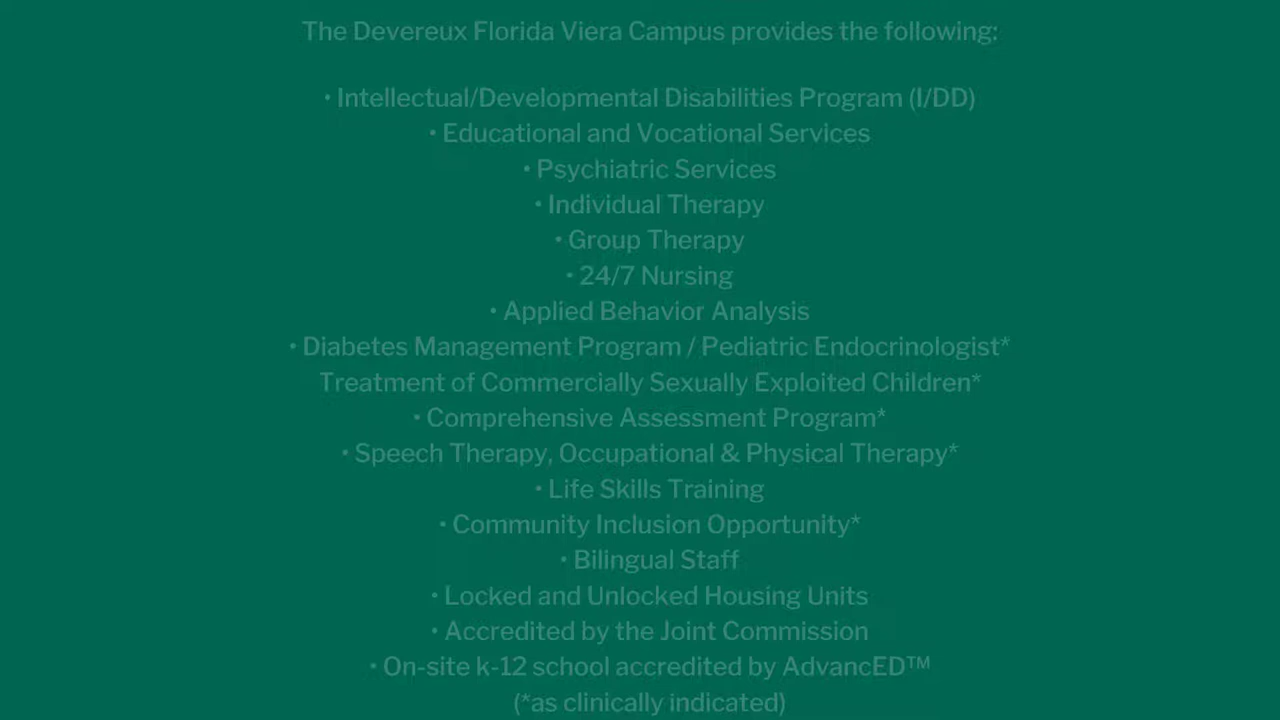 The Devereux Florida Viera Campus provides the following:
• Intellectual/Developmental Disabilities Program (I/DD)
• Educational and Vocational Services
• Psychiatric Services
• Individual Therapy
• Group Therapy
• 24/7 Nursing
• Applied Behavior Analysis
• Diabetes Management Program / Pediatric Endocrinologist*
Treatment of Commercially Sexually Exploited Children*
• Comprehensive Assessment Program*
• Speech Therapy, Occupational & Physical Therapy*
• Life Skills Training
• Community Inclusion Opportunity*
• Bilingual Staff
• Locked and Unlocked Housing Units
• Accredited by the Joint Commission
• On-site k-12 school accredited by AdvancED™
(*as clinically indicated)